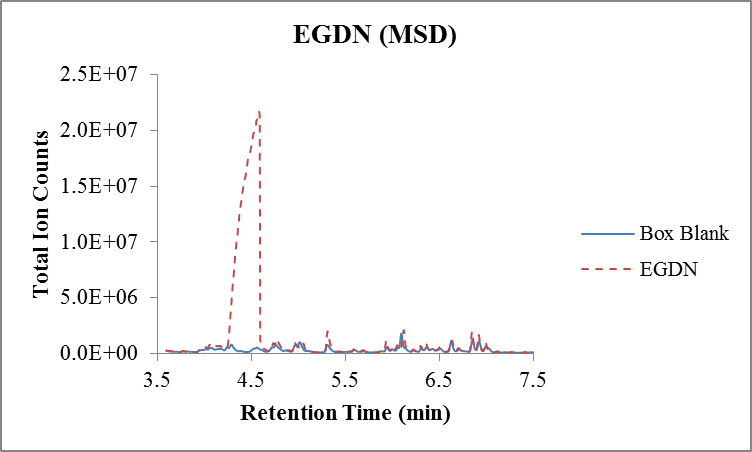 EGDN (MSD)
2.5E+07
2.0E+07
1.5E+07
1.0E+07
5.0E+06
0.0E+00
Total Ion Counts
3.5 4.5 5.5 6.5 7.5
Retention Time (min)
Box Blank
EGDN